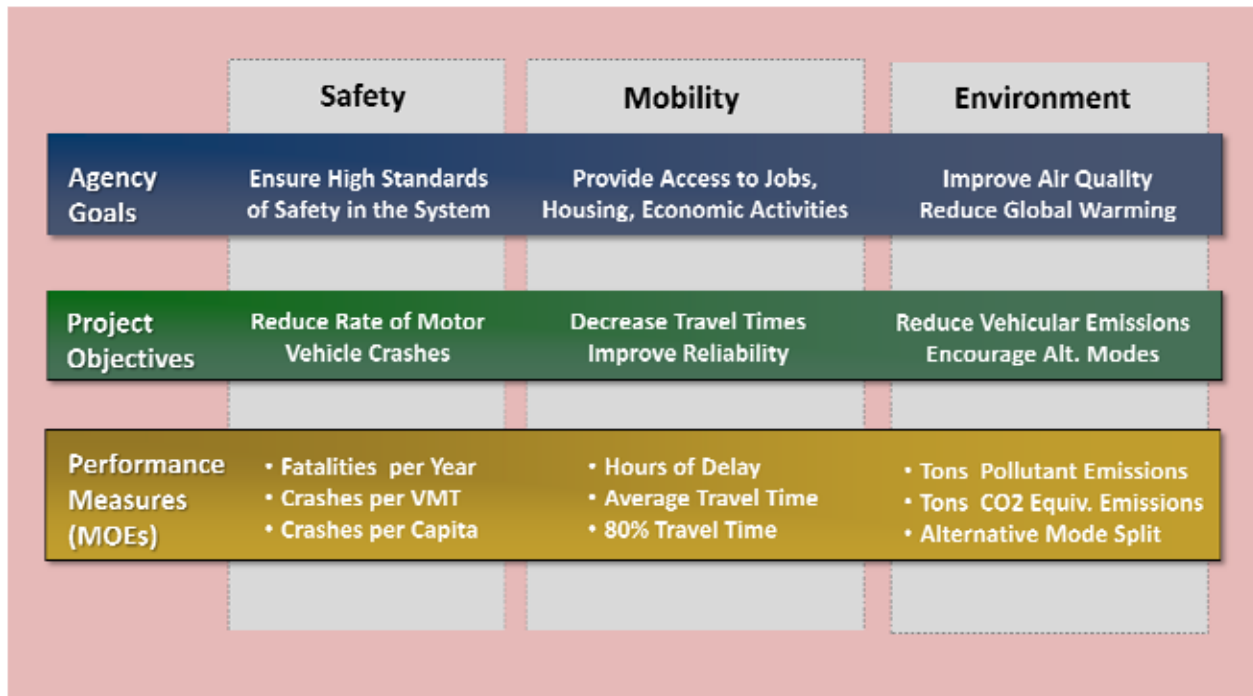 Safety
Mobility
Environment
Agency
Goals
Ensure High Standards
of Safety in the System
Provide Access to Jobs,
Housing, Economic Activities
Improve Air Quality
Reduce Global Warming
Project
Objectives
Reduce Rate of Motor
Vehicle Crashes
Decrease Travel Times
Improve Reliability
Reduce Vehicular Emissions
Encourage Alt. Modes
Performance
Measures
(MOEs)
• Fatalities per Year
• Crashes per VMT
• Crashes per Capita
• Hours of Delay
• Average Travel Time
• 80% Travel Time
• Tons Pollutant Emissions
• Tons CO2 Equiv. Emissions
• Alternative Mode Split